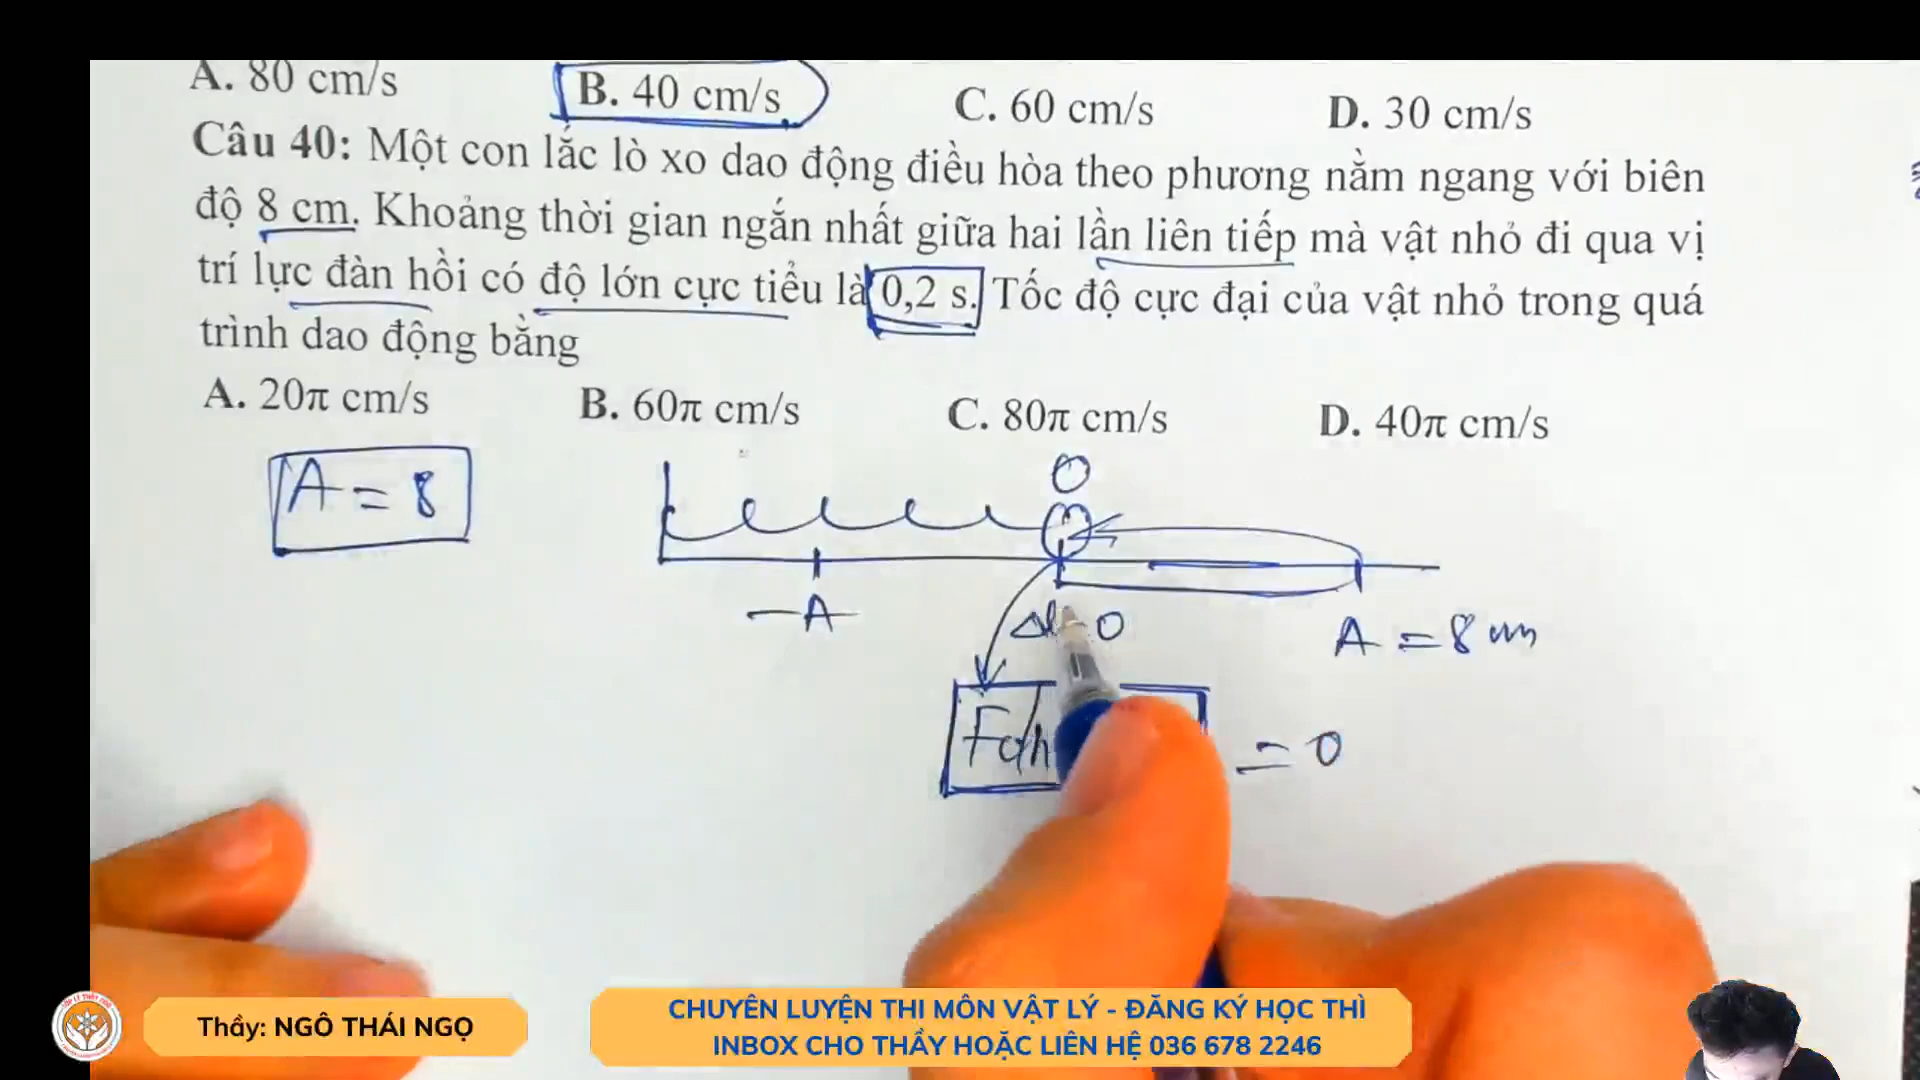 A. 80 cm/s B. 40 cm/s C. 60 cm/s D. 30 cm/s
Câu 40: Một con lắc lò xo dao động điều hòa theo phương nằm ngang với biên
độ 8 cm. Khoảng thời gian ngắn nhất giữa hai lần liên tiếp mà vật nhỏ đi qua vị
trí lực đàn hồi có độ lớn cực tiểu là 0,2 s. Tốc độ cực đại của vật nhỏ trong quá
trình dao động bằng
A. 20π cm/s B. 60π cm/s C. 80π cm/s D. 40π cm/s
A = 8
O
-A
Δl 0
A = 8 cm
Fđh = 0
Thầy: NGÔ THÁI NGỌ
CHUYÊN LUYỆN THI MÔN VẬT LÝ - ĐĂNG KÝ HỌC THÌ
INBOX CHO THẦY HOẶC LIÊN HỆ 036 678 2246